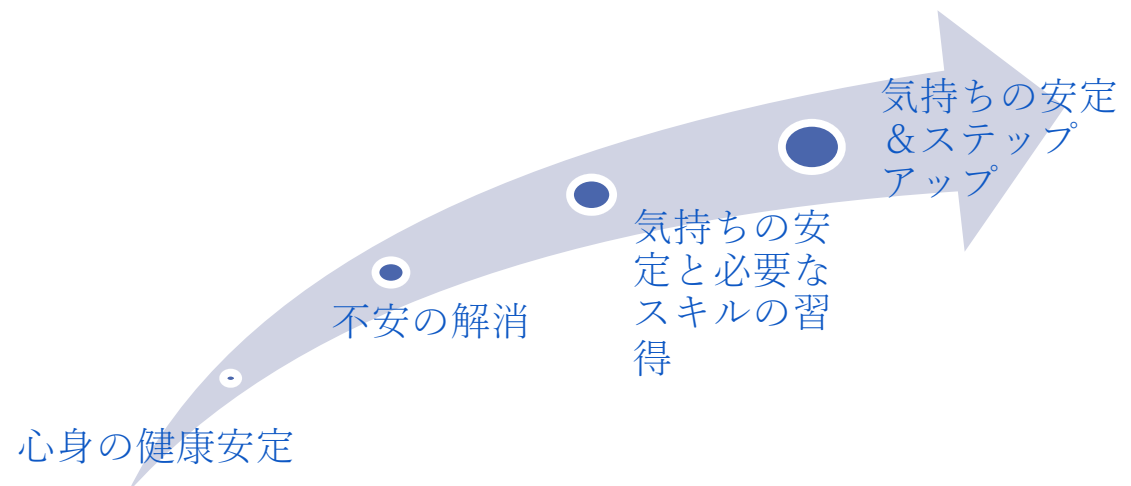 気持ちの安定
＆ステップ
アップ
気持ちの安
定と必要な
スキルの習
得
不安の解消
心身の健康安定